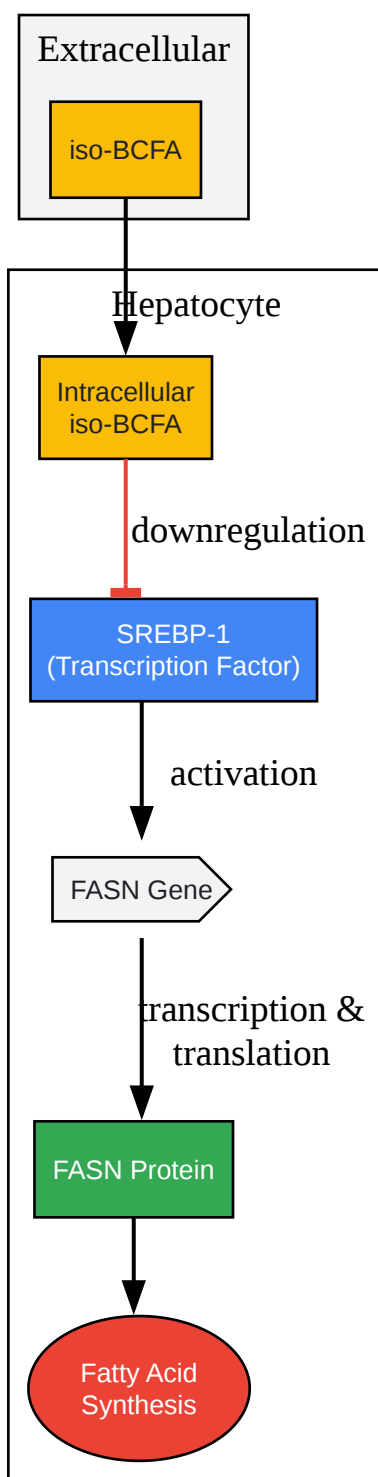 Extracellular
iso-BCFA
Hepatocyte
Intracellular
iso-BCFA
downregulation
SREBP-1
(Transcription Factor)
activation
FASN Gene
transcription &
translation
FASN Protein
Fatty Acid
Synthesis